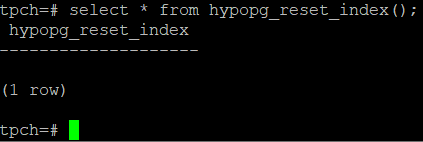 tpch=# select * from hypopg_reset_index();
 hypopg_reset_index
--------------------

(1 row)

tpch=#